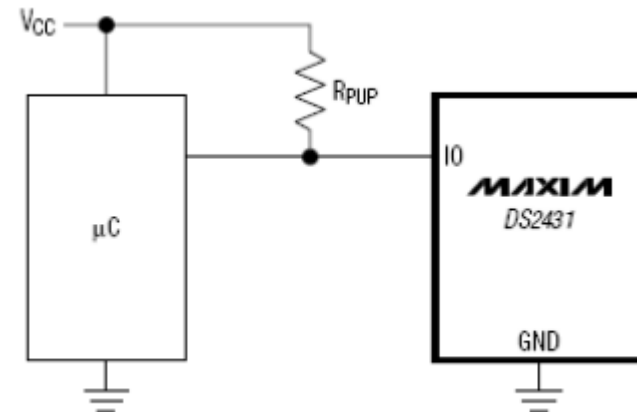 VCC
RPUP
IO
MAXIM
DS2431
µC
GND